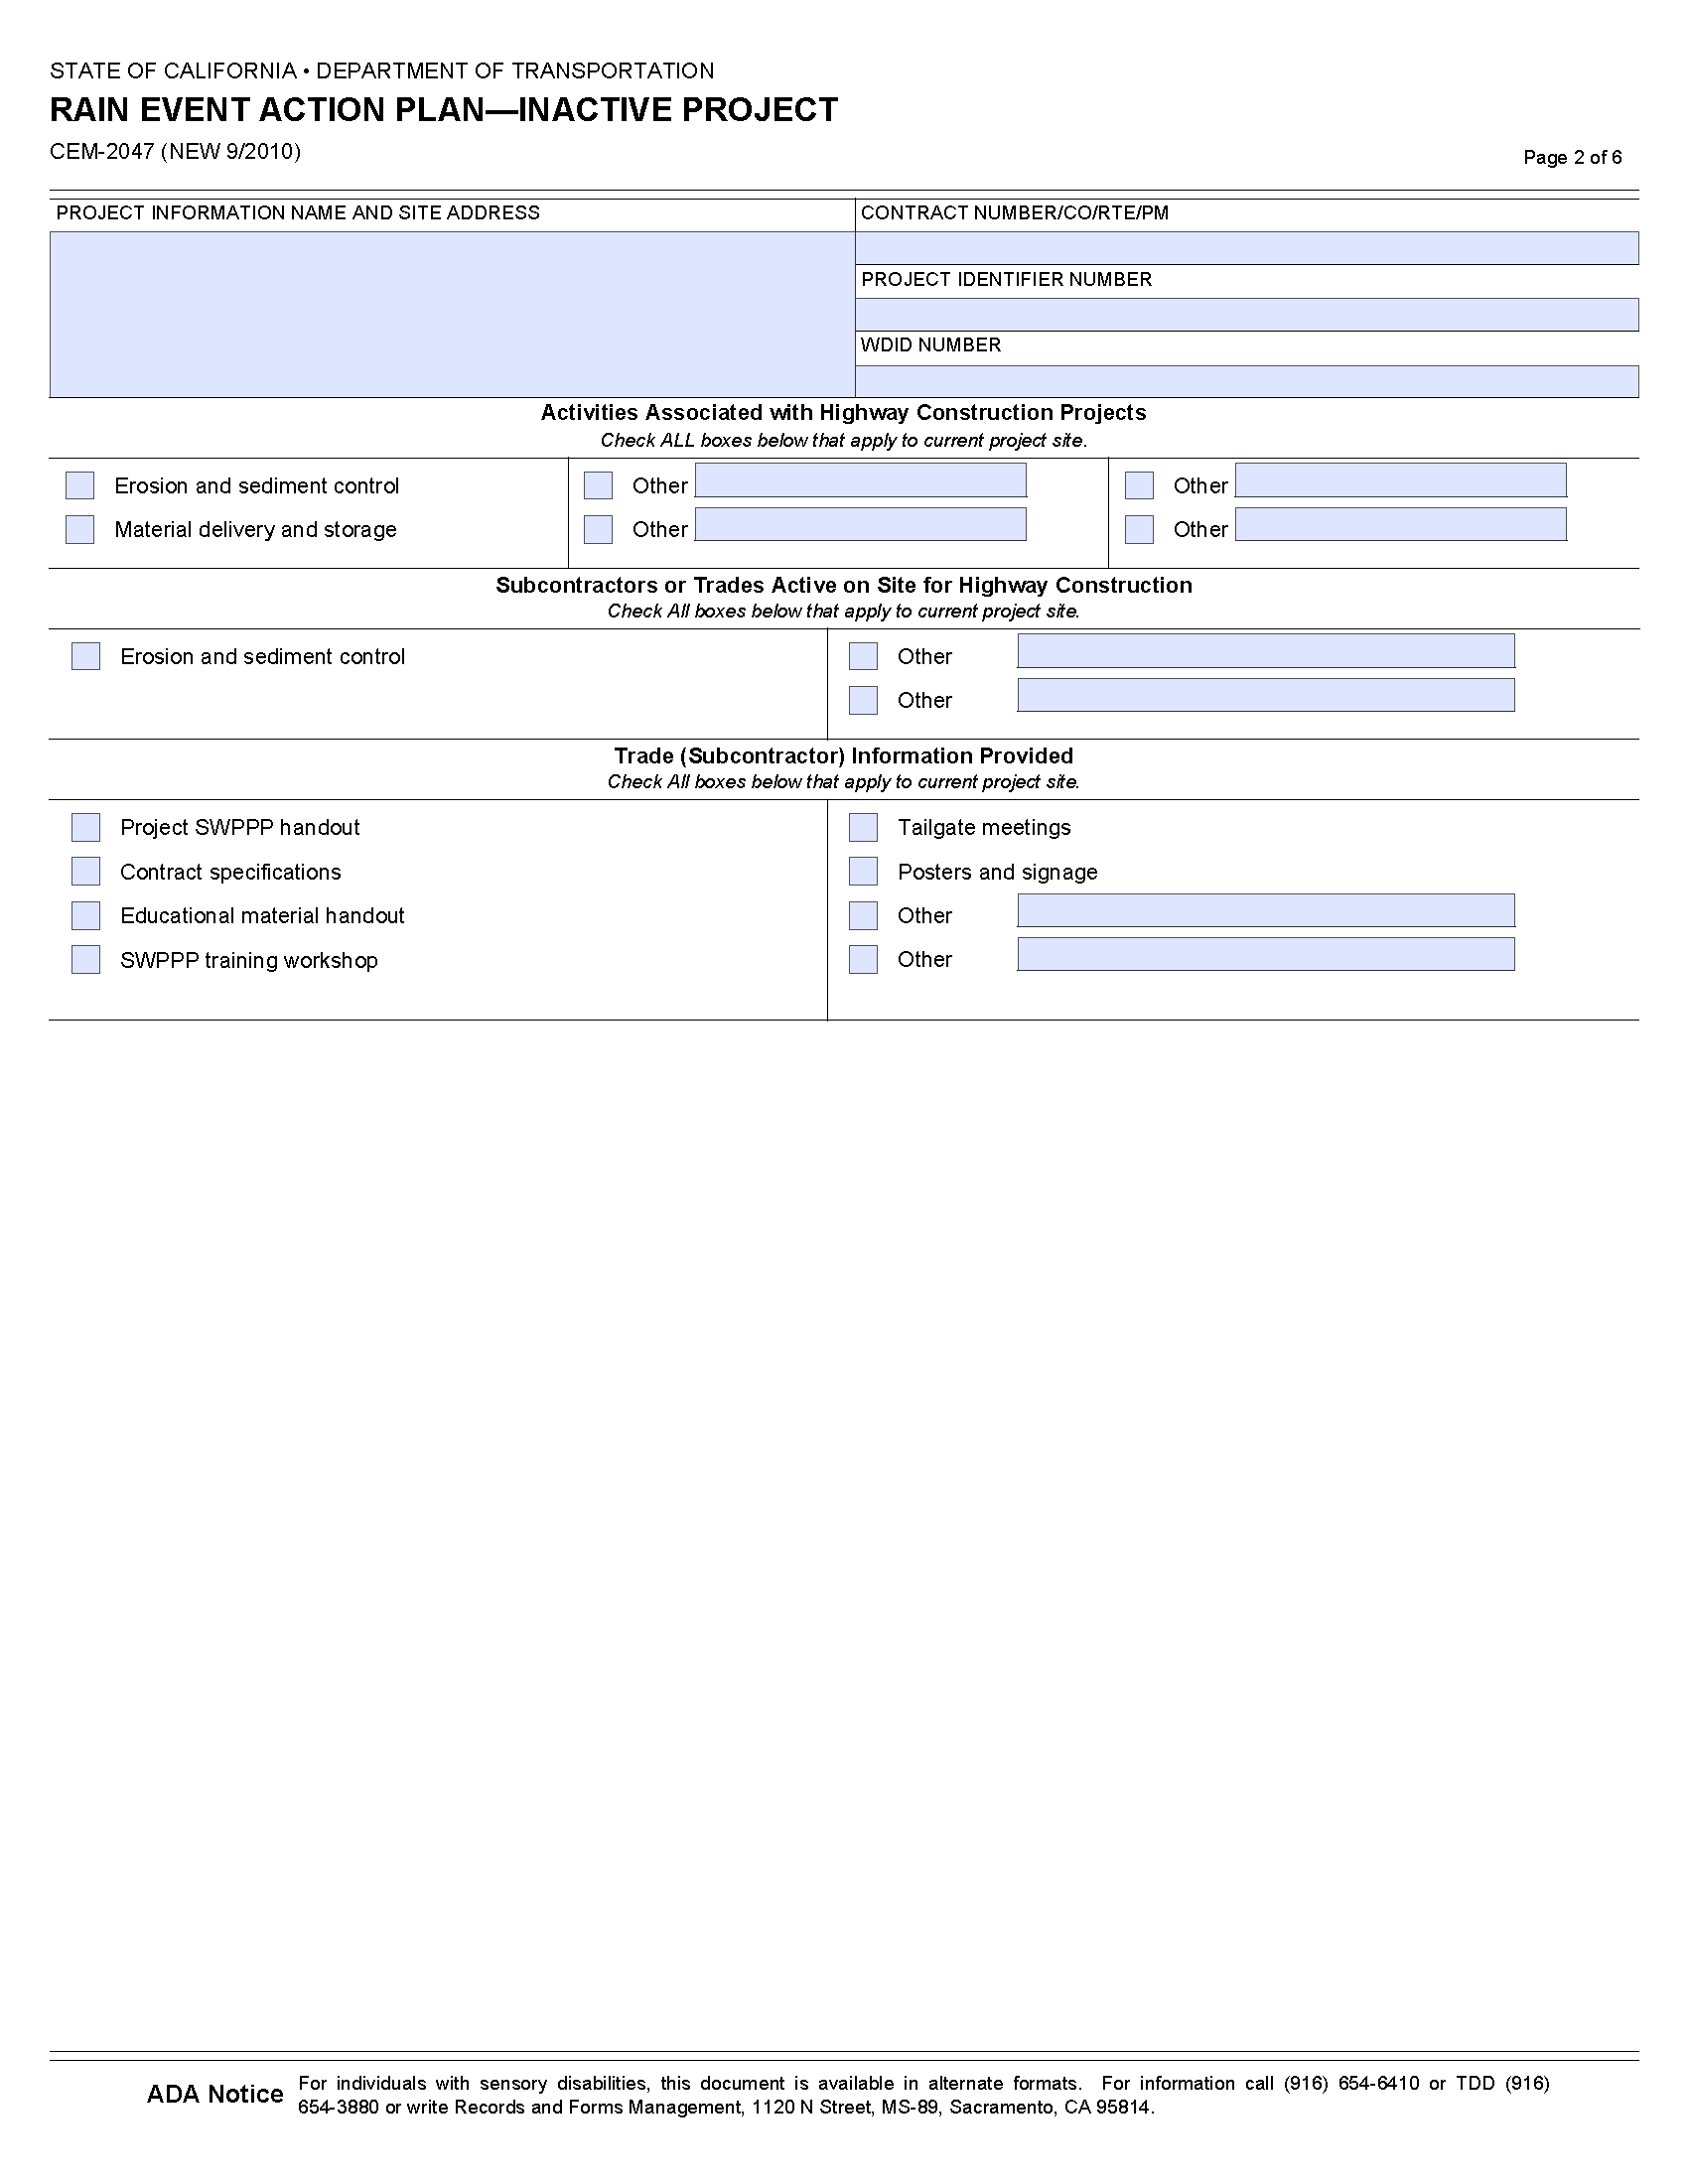 STATE OF CALIFORNIA • DEPARTMENT OF TRANSPORTATION
RAIN EVENT ACTION PLAN—INACTIVE PROJECT
CEM-2047 (NEW 9/2010)
Page 2 of 6
PROJECT INFORMATION NAME AND SITE ADDRESS
CONTRACT NUMBER/CO/RTE/PM
PROJECT IDENTIFIER NUMBER
WDID NUMBER
Activities Associated with Highway Construction Projects
Check ALL boxes below that apply to current project site.
Erosion and sediment control
Material delivery and storage
Other
Other
Other
Other
Subcontractors or Trades Active on Site for Highway Construction
Check All boxes below that apply to current project site.
Erosion and sediment control
Other
Other
Trade (Subcontractor) Information Provided
Check All boxes below that apply to current project site.
Project SWPPP handout
Contract specifications
Educational material handout
SWPPP training workshop
Tailgate meetings
Posters and signage
Other
Other
ADA Notice
For individuals with sensory disabilities, this document is available in alternate formats. For information call (916) 654-6410 or TDD (916)
654-3880 or write Records and Forms Management, 1120 N Street, MS-89, Sacramento, CA 95814.